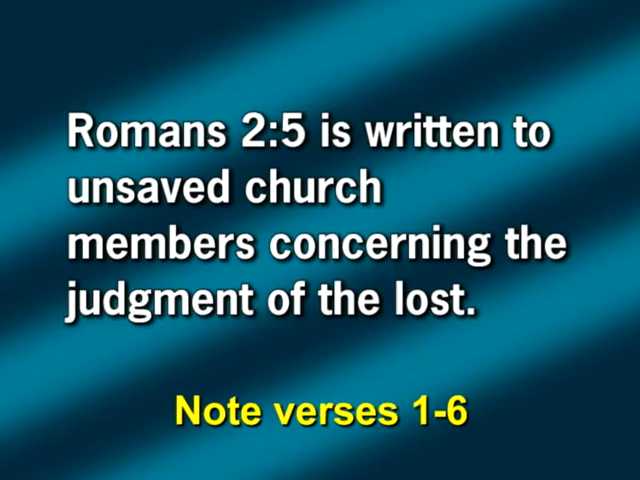 Romans 2:5 is written to
unsaved church
members concerning the
judgment of the lost.
Note verses 1-6